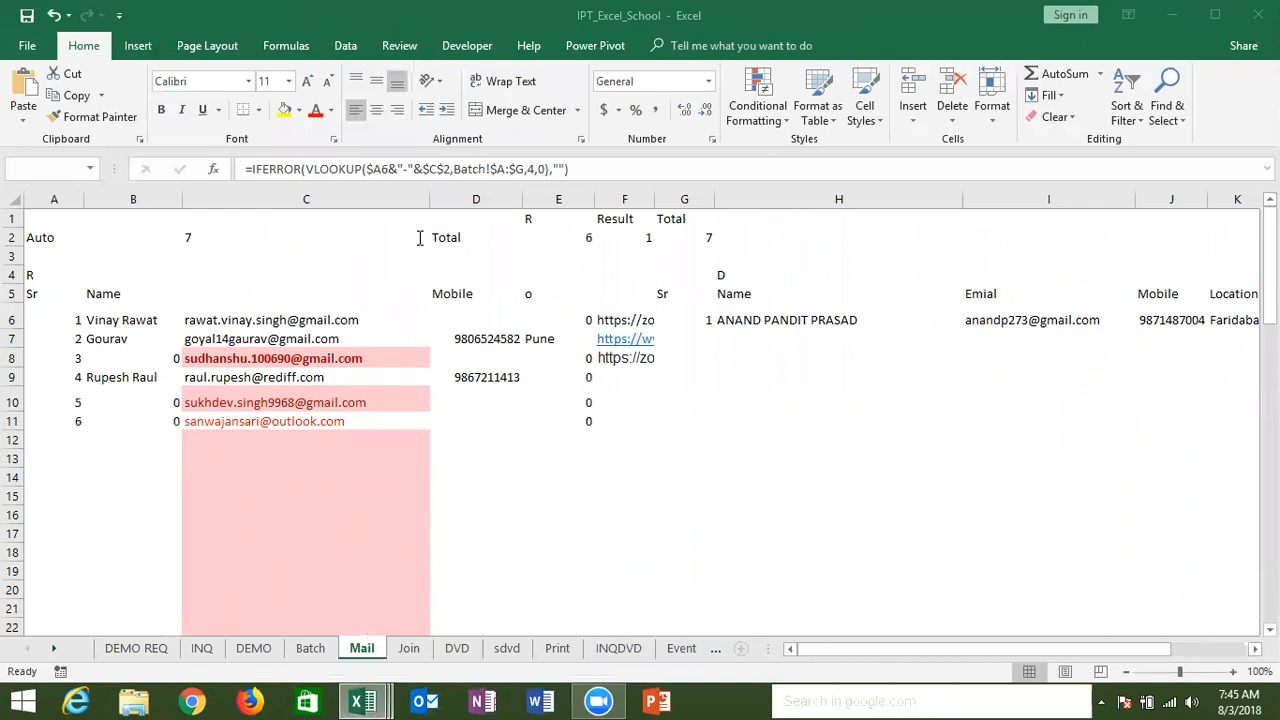 IPT_Excel_School - Excel
Sign in
File Home Insert Page Layout Formulas Data Review View Developer Help Power Pivot Tell me what you want to do Share
Cut
Copy
Format Painter
Paste
Clipboard
Calibri 11
B I U
Font
Wrap Text
Merge & Center
Alignment
General
$ % ,
Number
Conditional Formatting
Format as Table
Cell Styles
Styles
Insert Delete Format
Cells
AutoSum
Fill
Clear
Sort & Filter
Find & Select
Editing
fx =IFERROR(VLOOKUP($A6&"-"&$C$2,Batch!$A:$G,4,0),"")
A B C D E F G H I J K
1 R Result Total
2 Auto 7 Total 6 1 7
3
4 R D
5 Sr Name Mobile o Sr Name Emial Mobile Location
6 1 Vinay Rawat rawat.vinay.singh@gmail.com 0 https://zo 1 ANAND PANDIT PRASAD anandp273@gmail.com 9871487004 Faridaba
7 2 Gourav goyal14gaurav@gmail.com 9806524582 Pune https://wv
8 3 0 sudhanshu.100690@gmail.com 0 https://zo
9 4 Rupesh Raul raul.rupesh@rediff.com 9867211413 0
10 5 0 sukhdev.singh9968@gmail.com 0
11 6 0 sanwajansari@outlook.com 0
12
13
14
15
16
17
18
19
20
21
22
DEMO REQ INQ DEMO Batch Mail Join DVD sdvd Print INQDVD Event ...
Ready 100%
Search in google.com
7:45 AM
8/3/2018